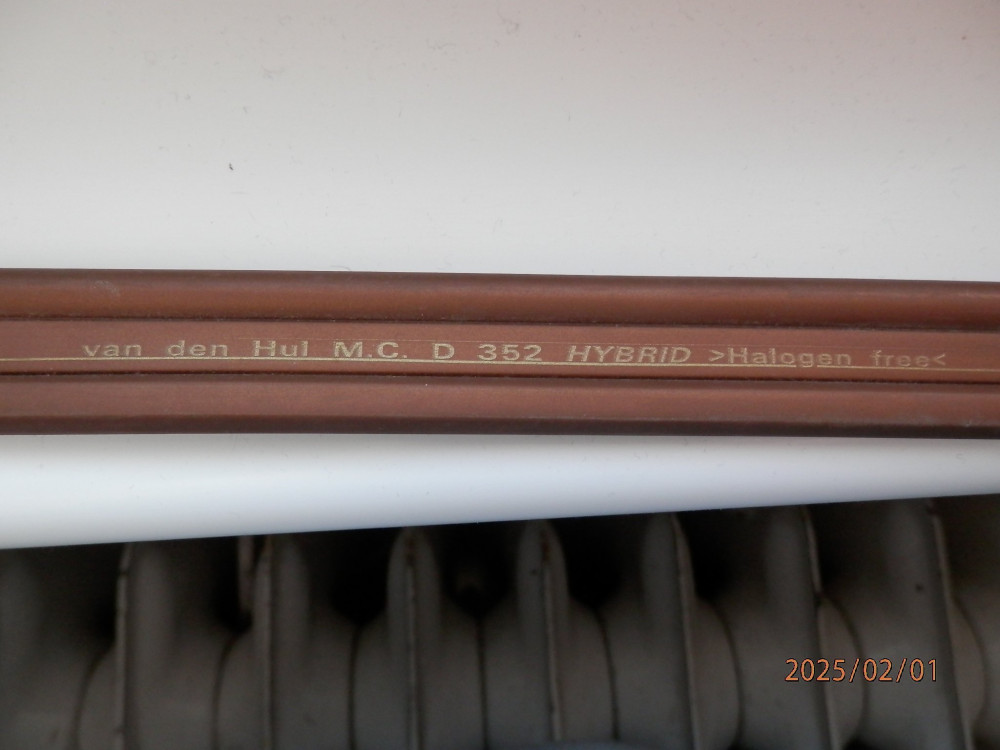 van den Hul M.C. D 352 HYBRID >Halogen free<
2025/02/01